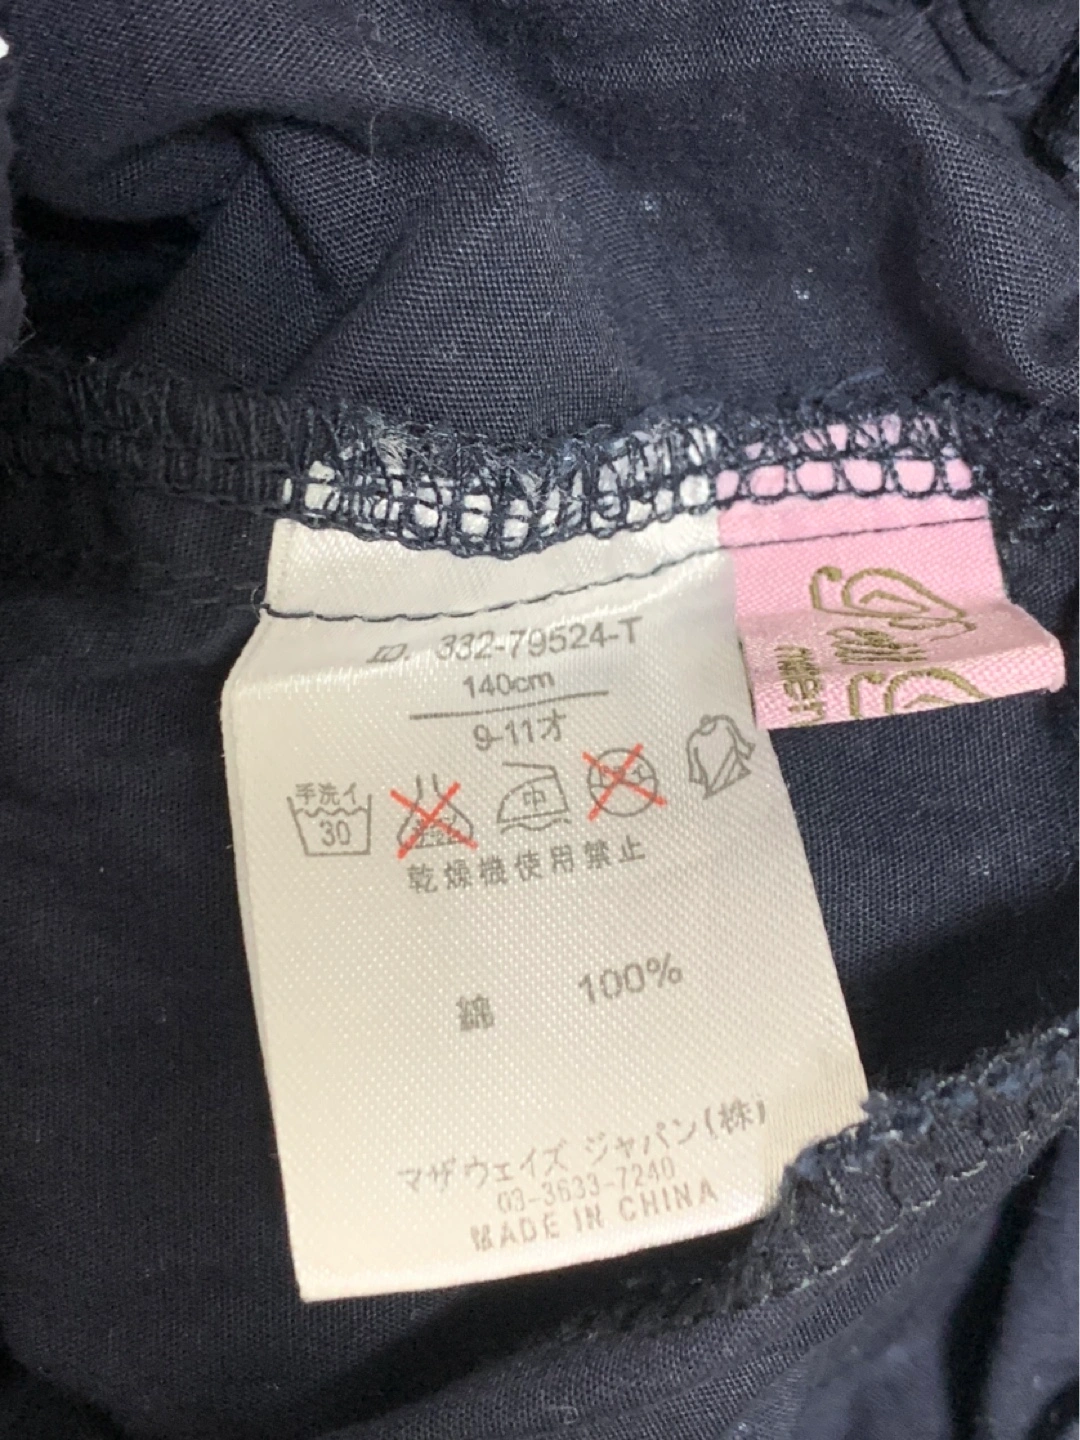 ID. 332-79524-T
140cm
9-11才
手洗イ
30
中
乾燥機使用禁止
綿 100%
マザウェイズ ジャパン(株)
03-3633-7240
MADE IN CHINA